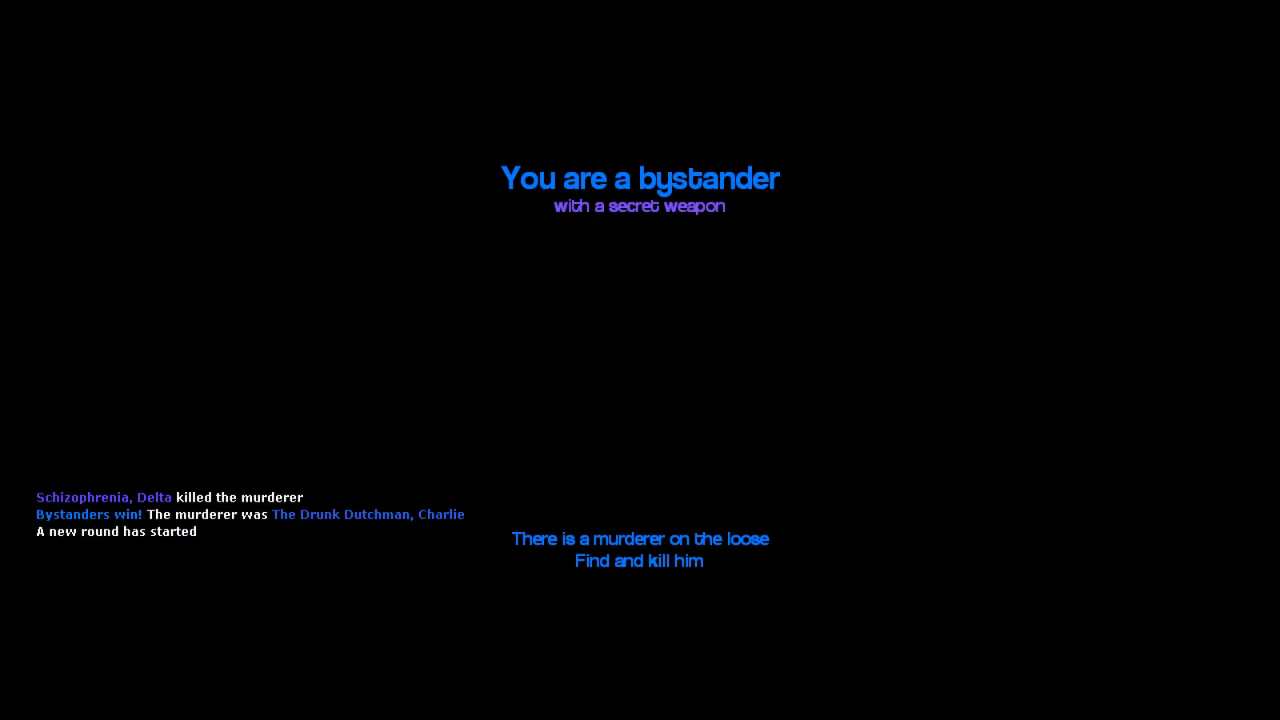 You are a bystander
with a secret weapon
Schizophrenia, Delta killed the murderer
Bystanders win! The murderer was The Drunk Dutchman, Charlie
A new round has started
There is a murderer on the loose
Find and kill him